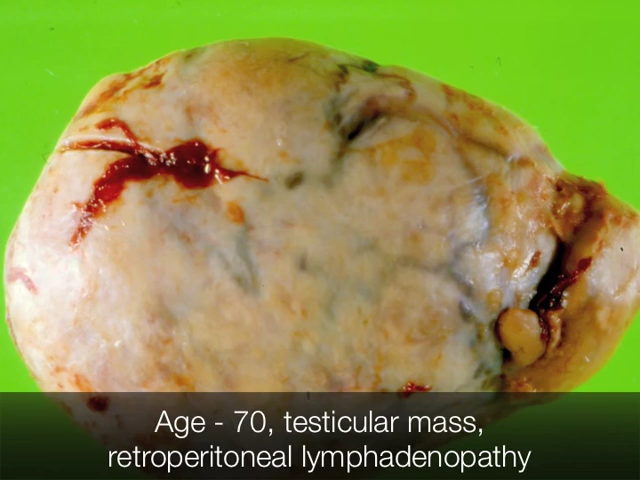 Age - 70, testicular mass,
retroperitoneal lymphadenopathy